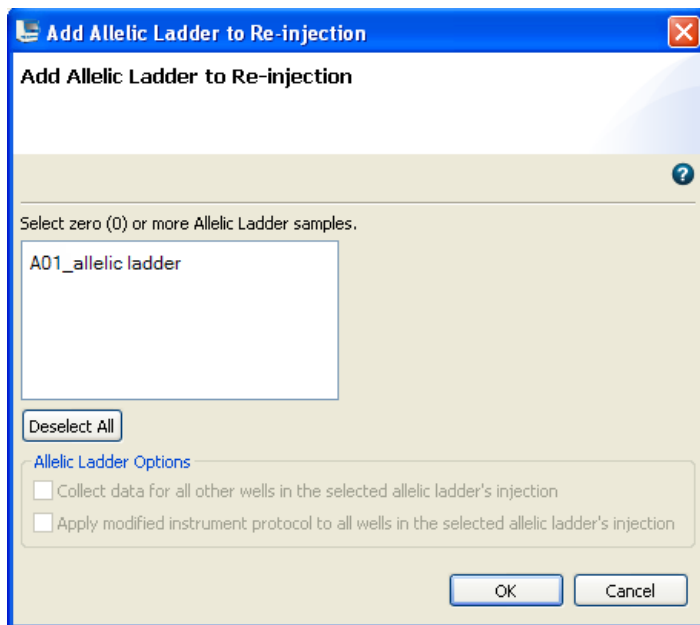 Add Allelic Ladder to Re-injection
Add Allelic Ladder to Re-injection
?
Select zero (0) or more Allelic Ladder samples.
A01_allelic ladder
Deselect All
Allelic Ladder Options
Collect data for all other wells in the selected allelic ladder's injection
Apply modified instrument protocol to all wells in the selected allelic ladder's injection
OK Cancel